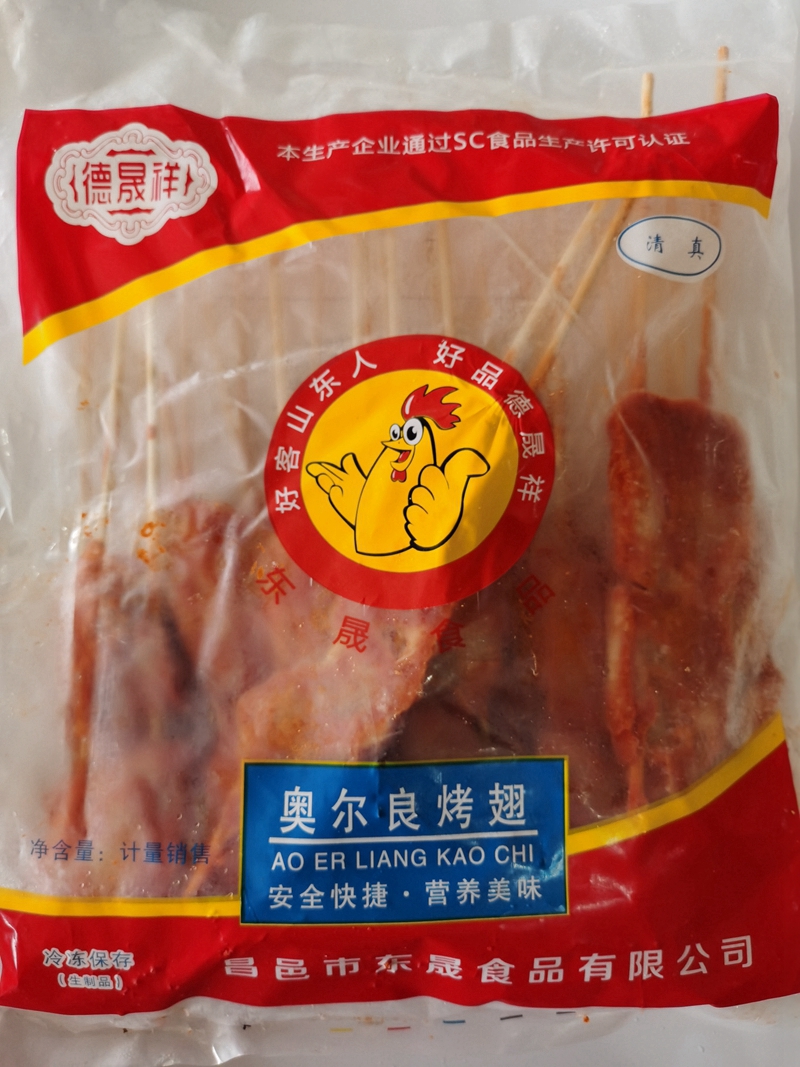 德晟祥
本生产企业通过SC食品生产许可认证
清真
好客山东人 好品德晟祥
东晟食品
奥尔良烤翅
AO ER LIANG KAO CHI
安全快捷·营养美味
净含量：计量销售
冷冻保存
（生制品）
昌邑市东晟食品有限公司